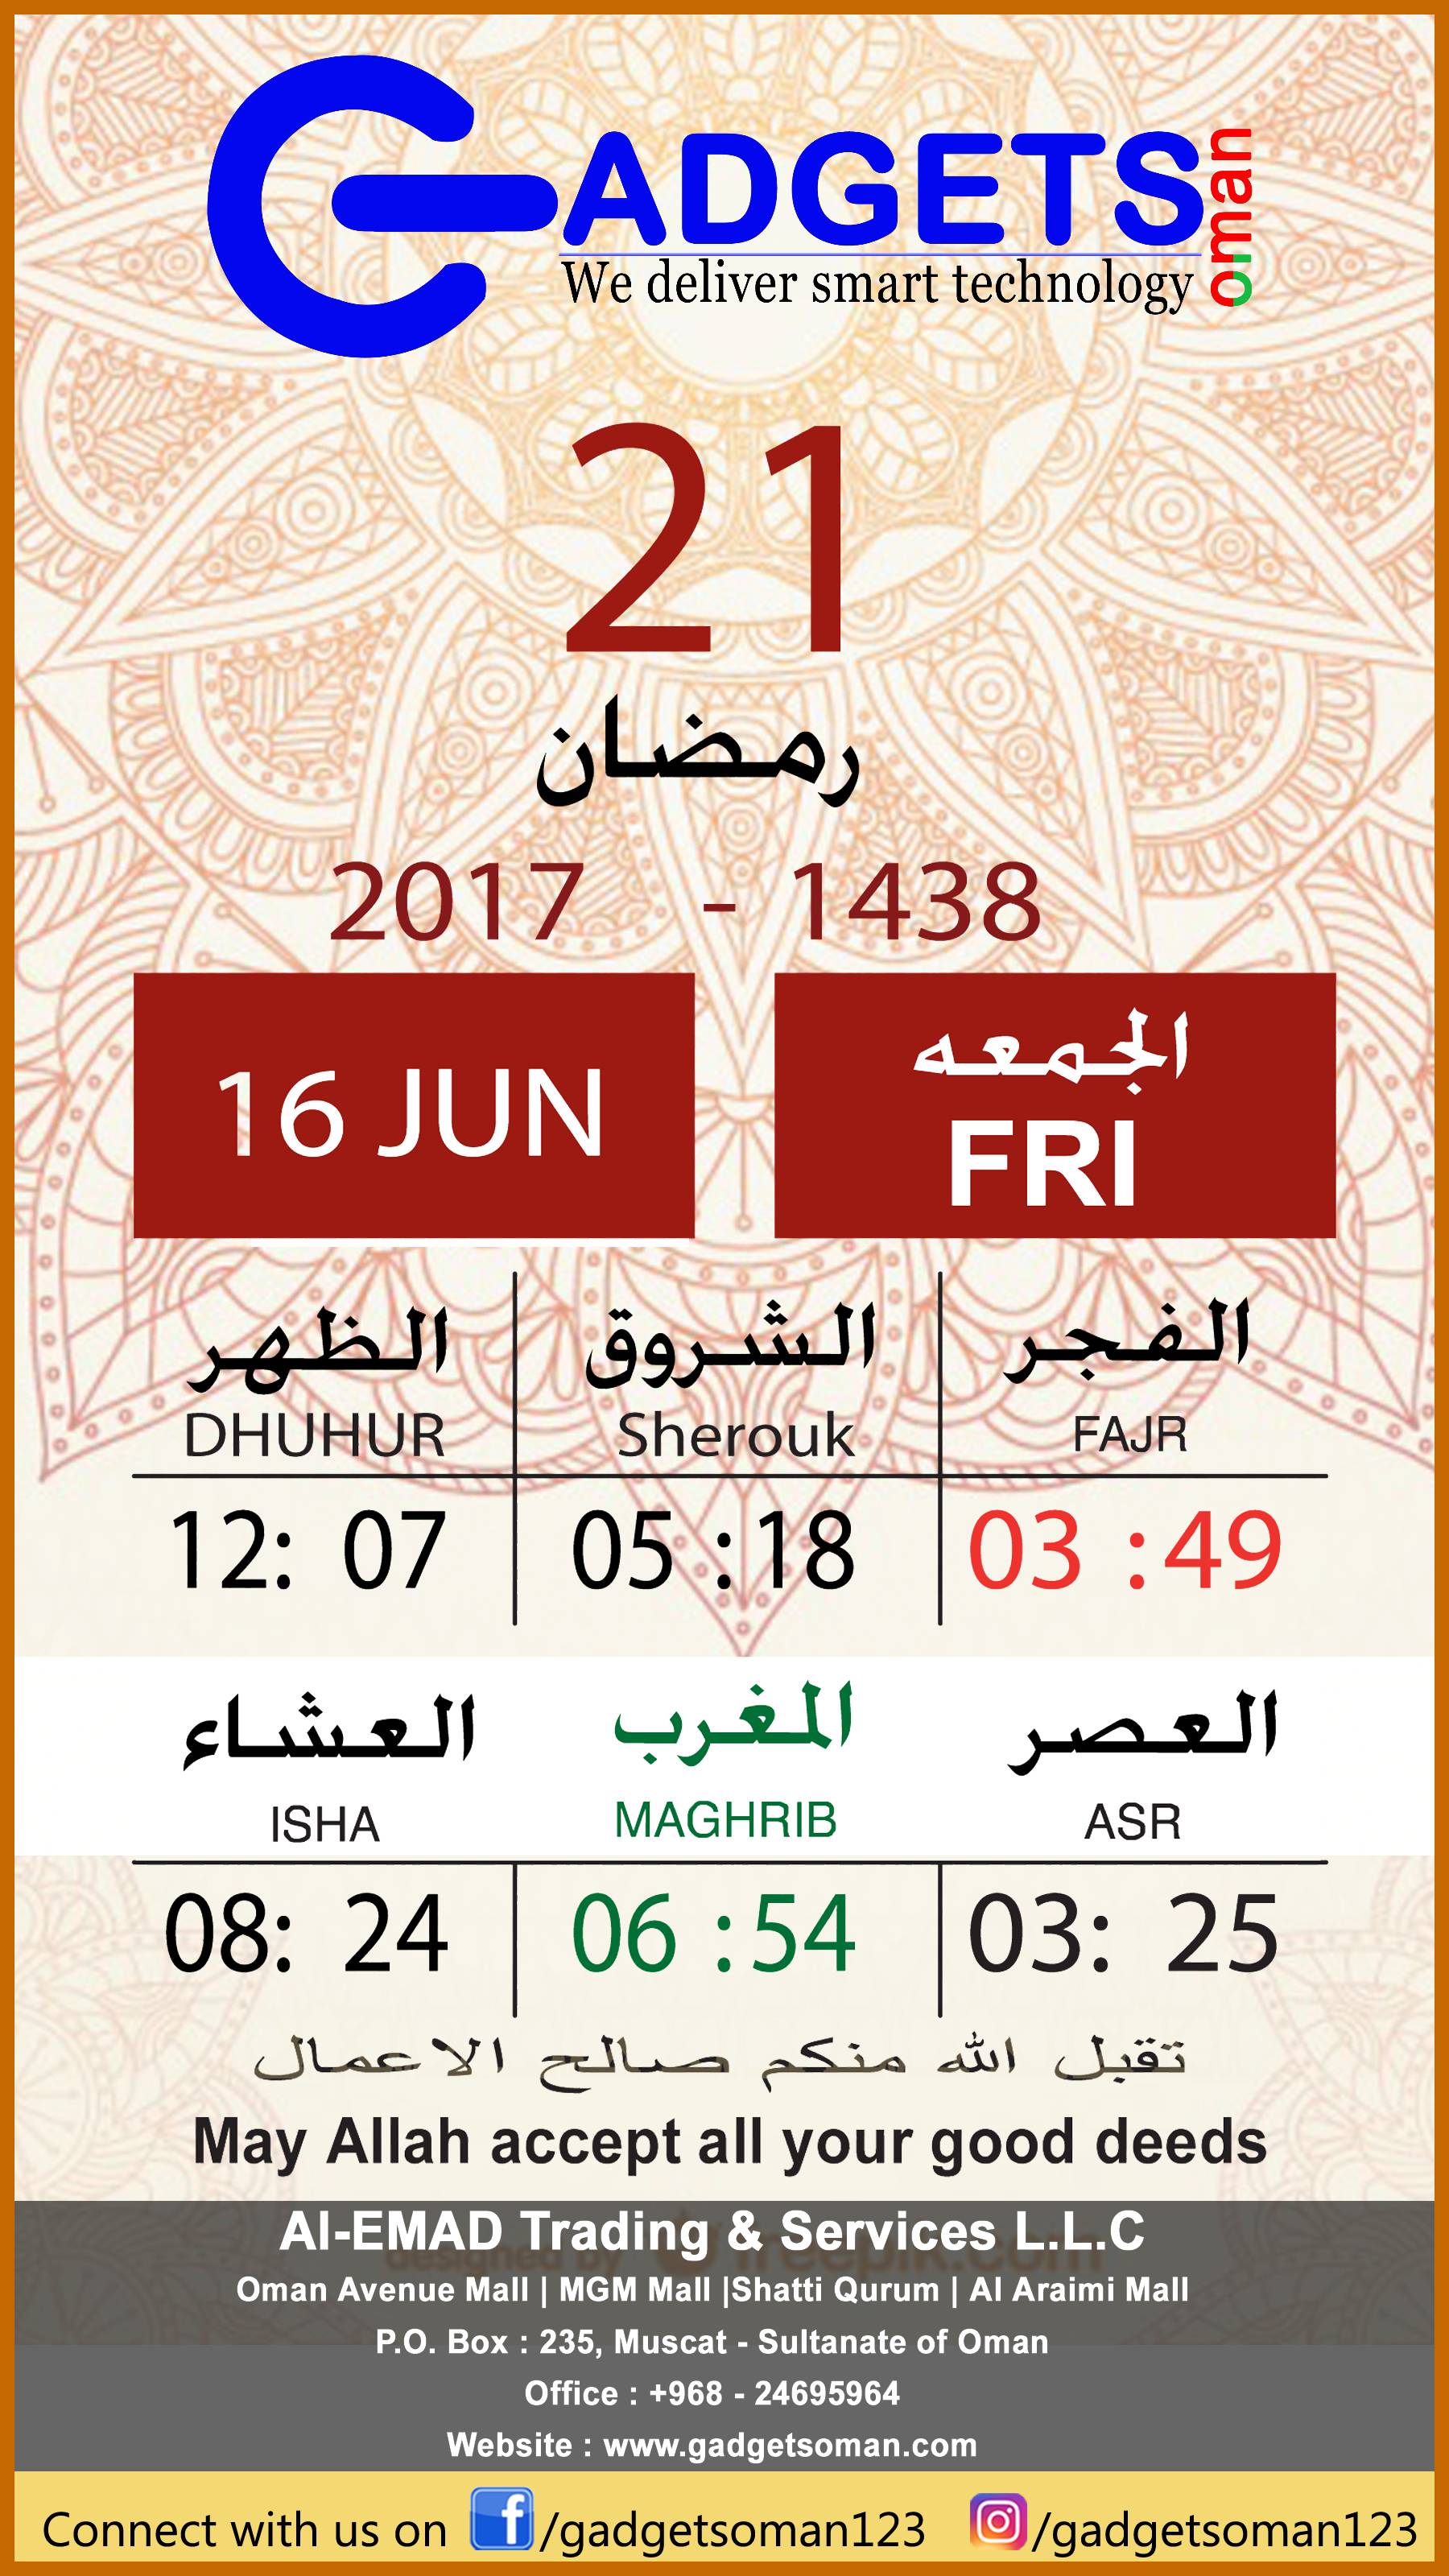 GADGETS oman
We deliver smart technology
21
رمضان
2017 - 1438
16 JUN
الجمعه
FRI
الظهر الشروق الفجر
DHUHUR Sherouk FAJR
12: 07 05 :18 03 :49
العشاء المغرب العصر
ISHA MAGHRIB ASR
08: 24 06 :54 03: 25
تقبل الله منكم صالح الاعمال
May Allah accept all your good deeds
Al-EMAD Trading & Services L.L.C
designed by freepik.com
Oman Avenue Mall | MGM Mall |Shatti Qurum | Al Araimi Mall
P.O. Box : 235, Muscat - Sultanate of Oman
Office : +968 - 24695964
Website : www.gadgetsoman.com
Connect with us on f/gadgetsoman123 /gadgetsoman123